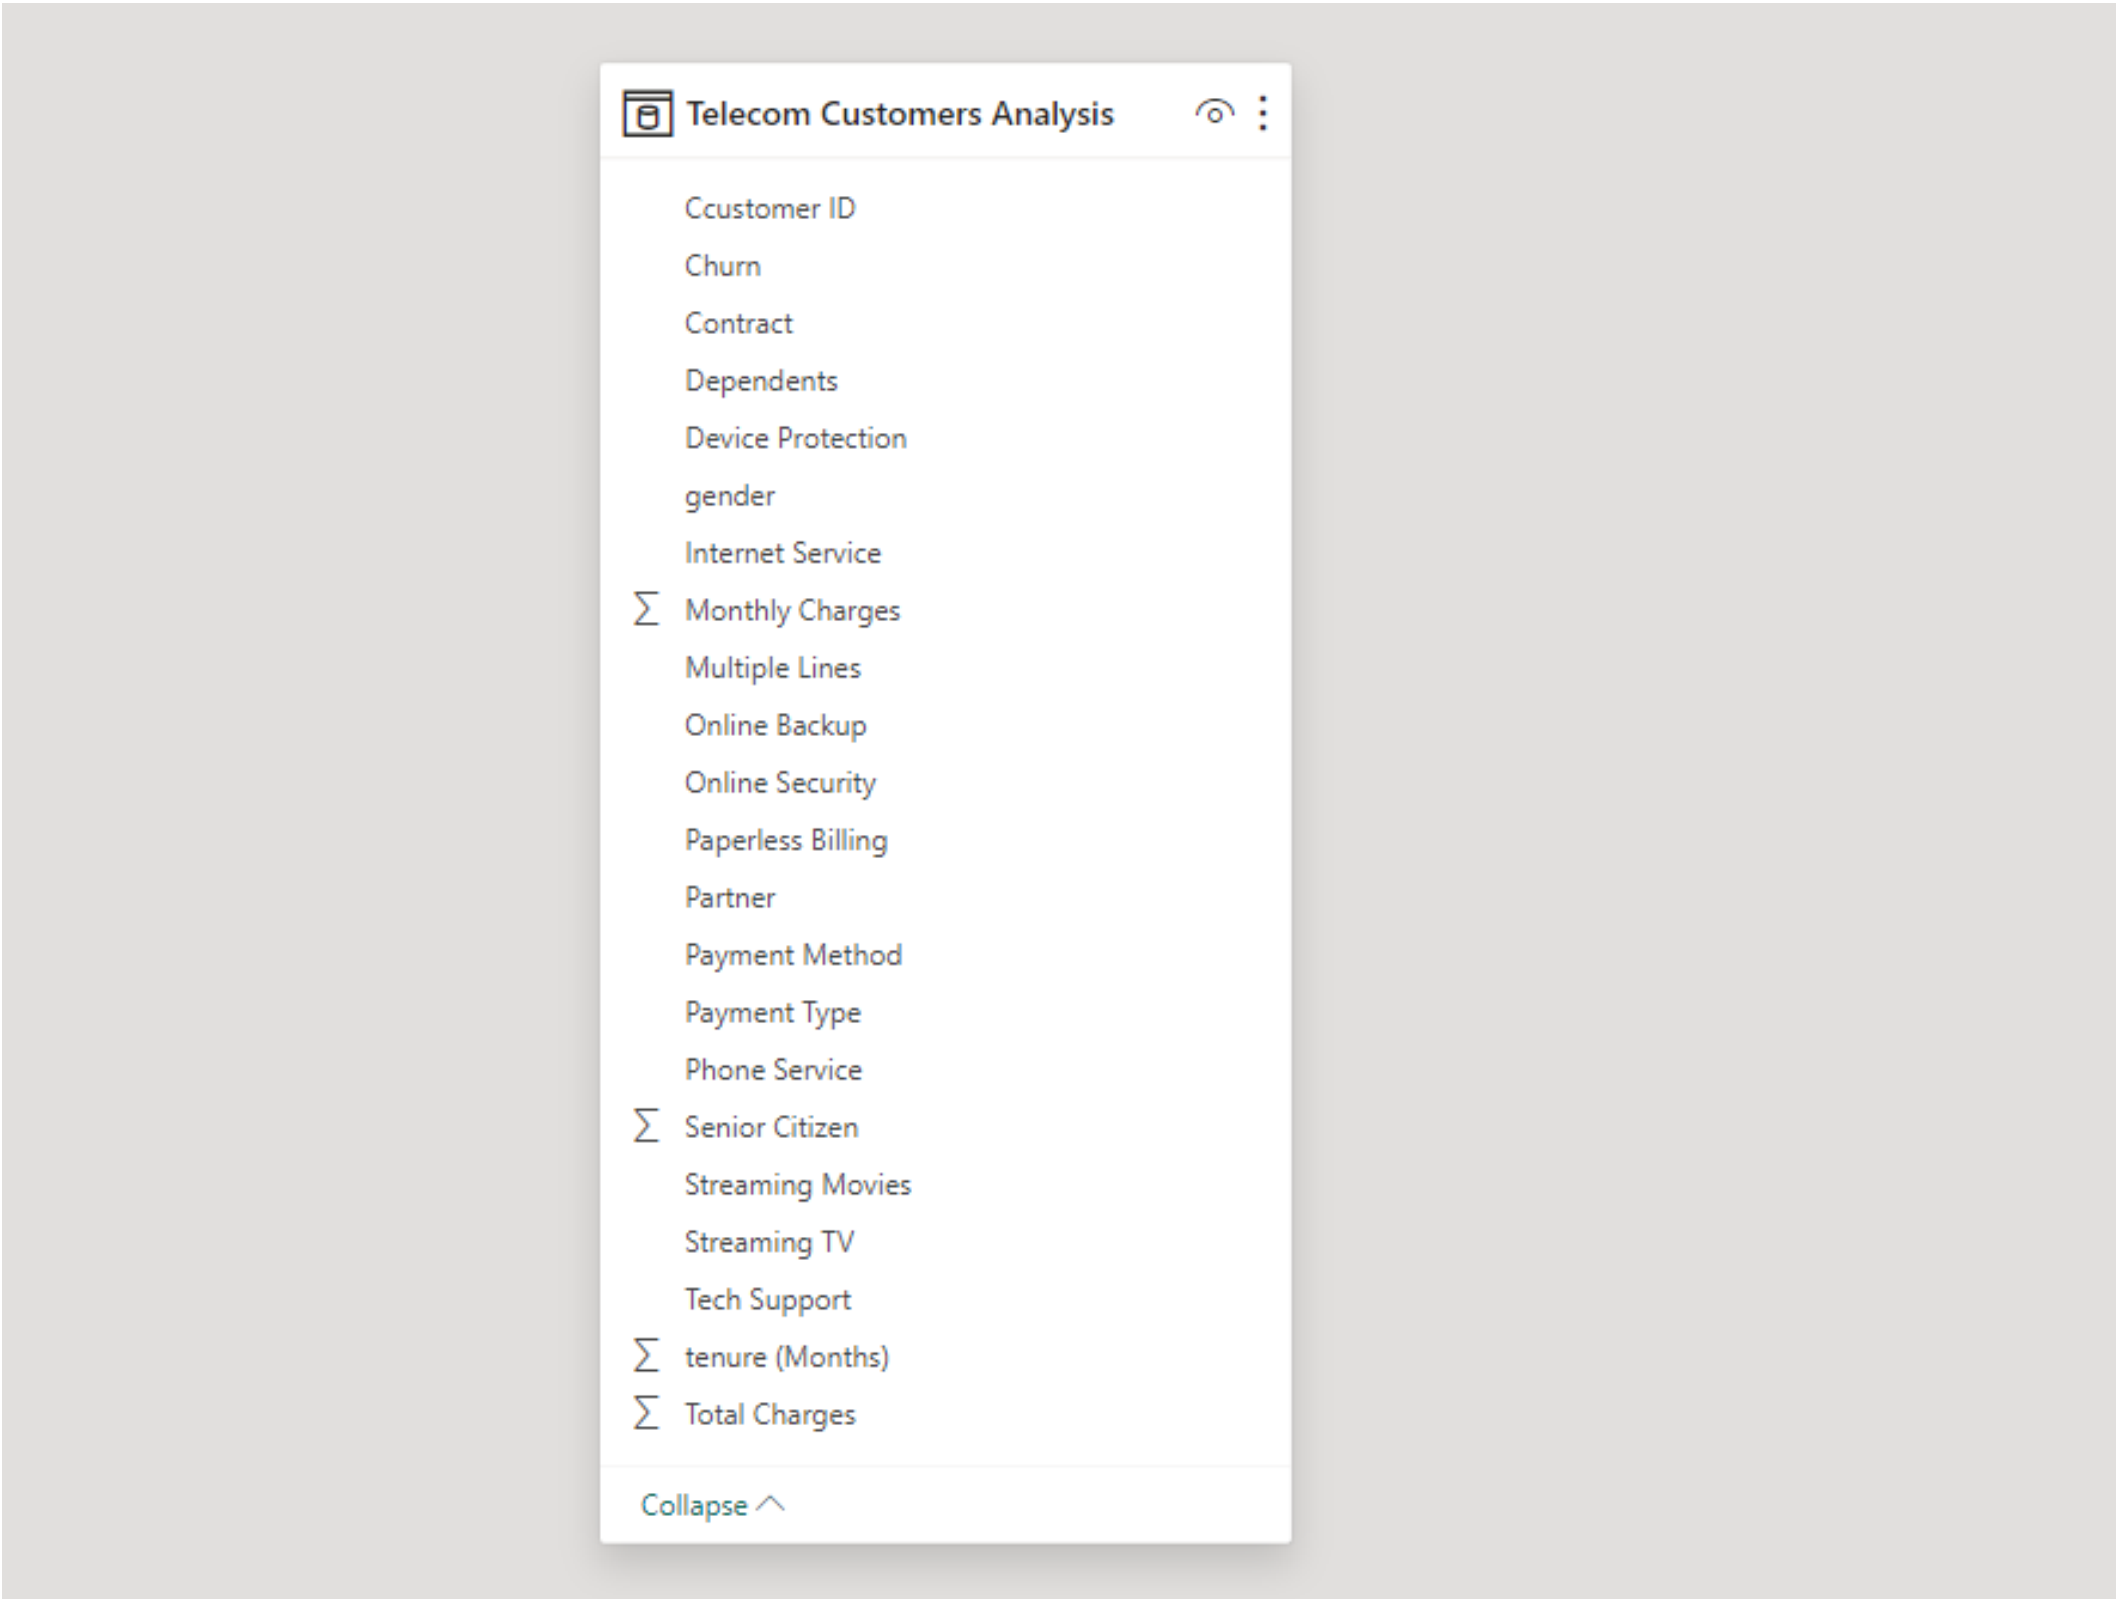 Telecom Customers Analysis
Ccustomer ID
Churn
Contract
Dependents
Device Protection
gender
Internet Service
∑ Monthly Charges
Multiple Lines
Online Backup
Online Security
Paperless Billing
Partner
Payment Method
Payment Type
Phone Service
∑ Senior Citizen
Streaming Movies
Streaming TV
Tech Support
∑ tenure (Months)
∑ Total Charges
Collapse